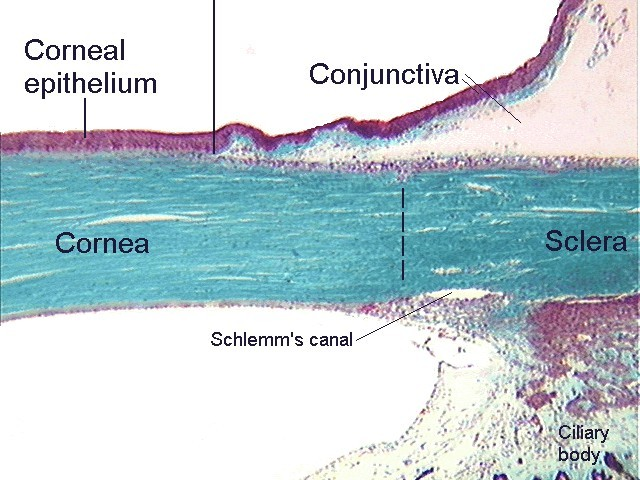 Corneal
epithelium
Conjunctiva
Cornea
Sclera
Schlemm's canal
Ciliary
body